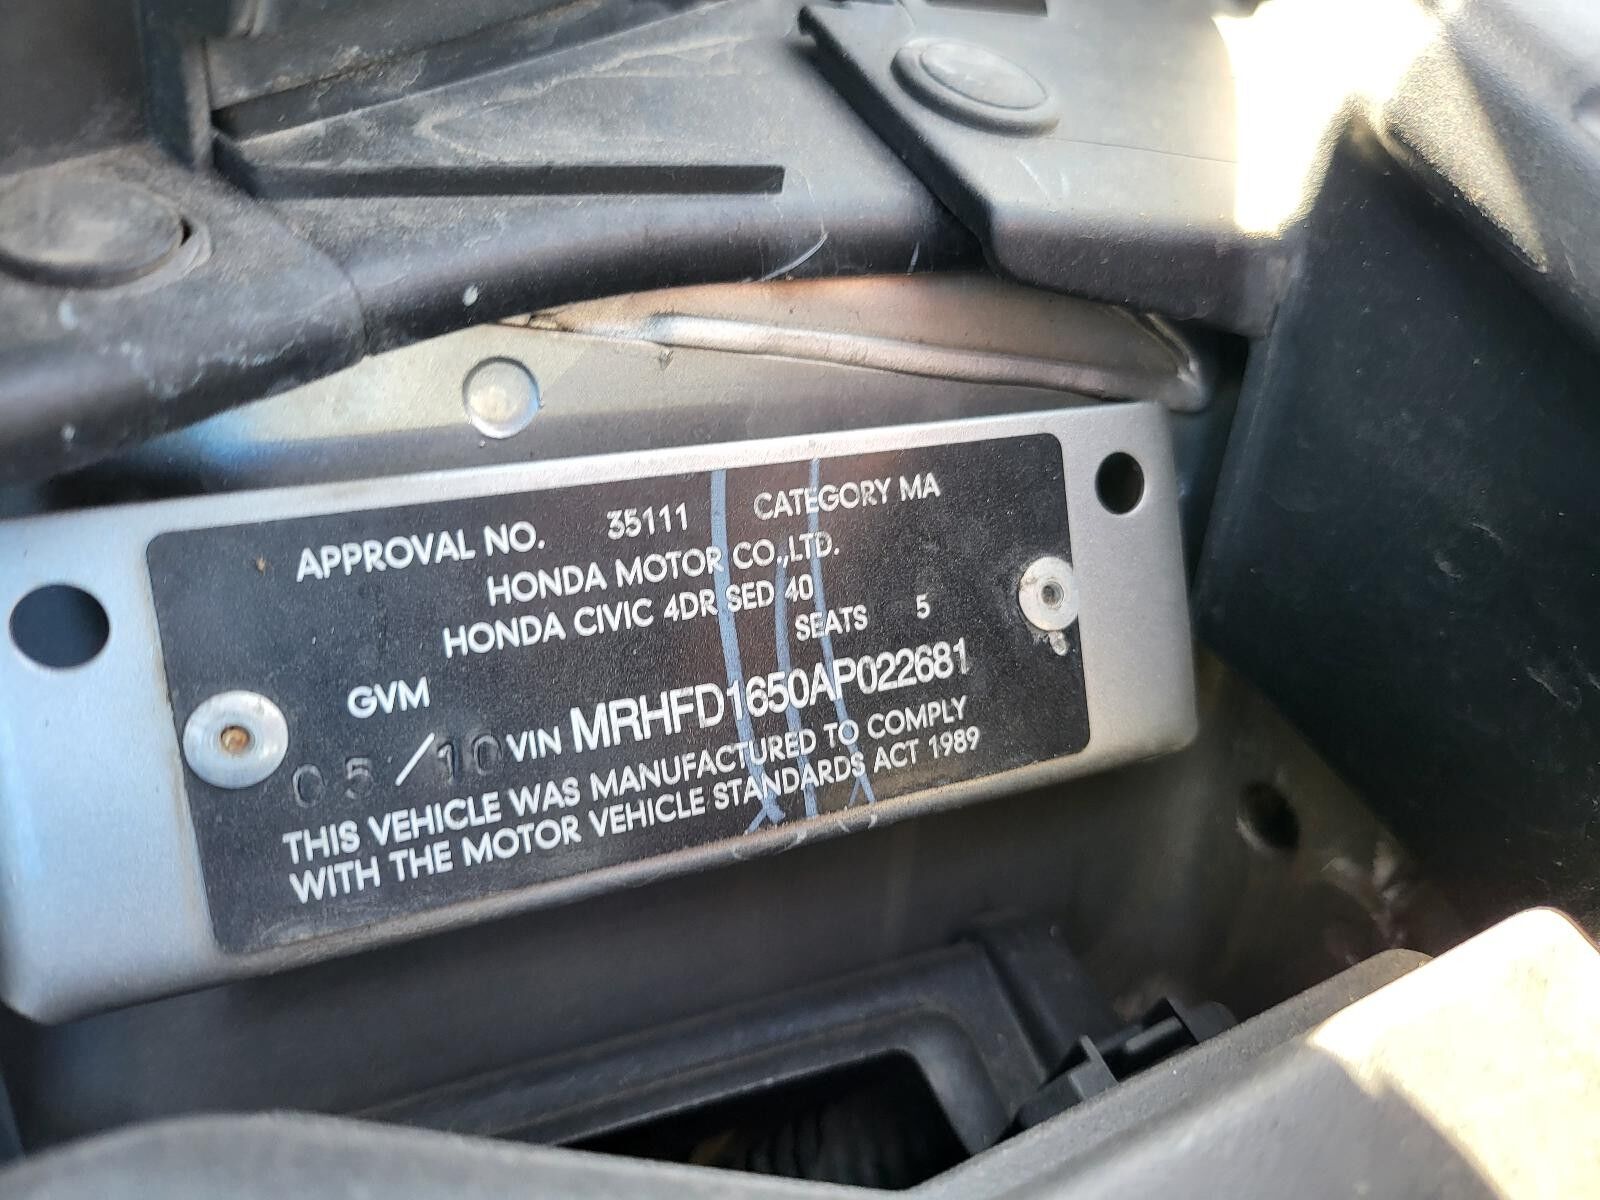 APPROVAL NO. 35111 CATEGORY MA
HONDA MOTOR CO.,LTD.
HONDA CIVIC 4DR SED 40
GVM SEATS 5
05/10 VIN MRHFD1650AP022681
THIS VEHICLE WAS MANUFACTURED TO COMPLY
WITH THE MOTOR VEHICLE STANDARDS ACT 1989